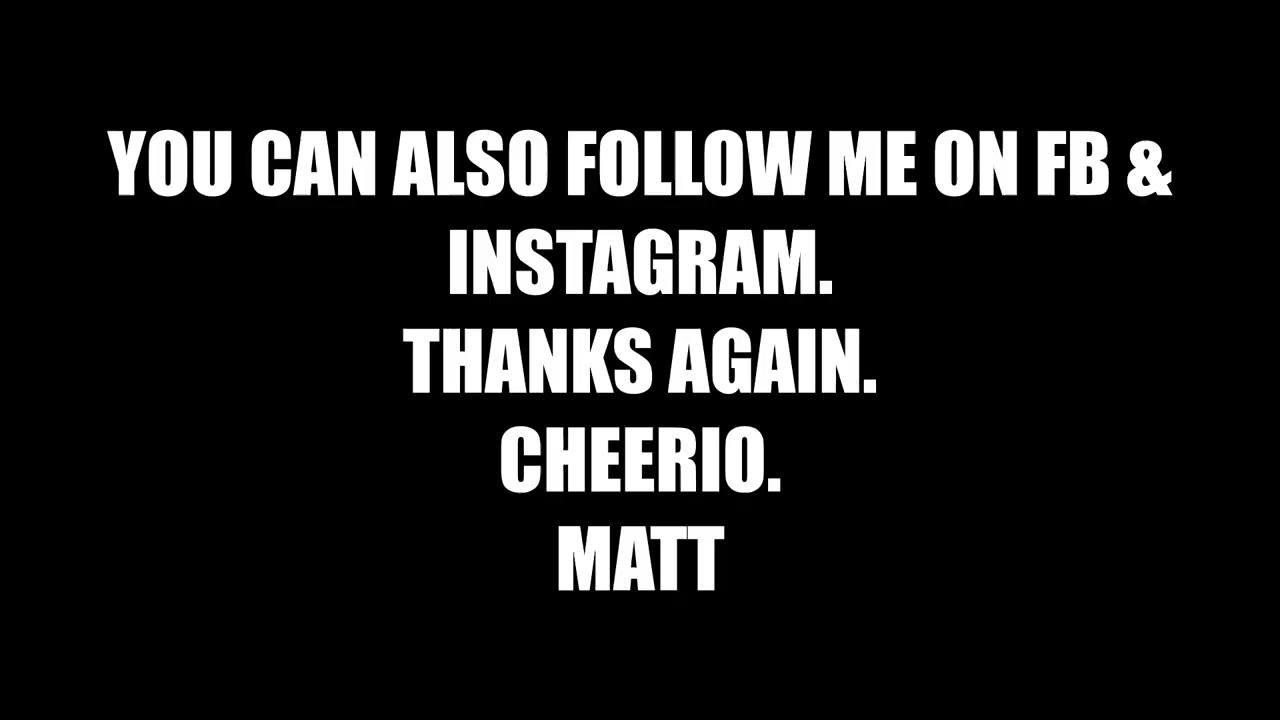 YOU CAN ALSO FOLLOW ME ON FB &
INSTAGRAM.
THANKS AGAIN.
CHEERIO.
MATT